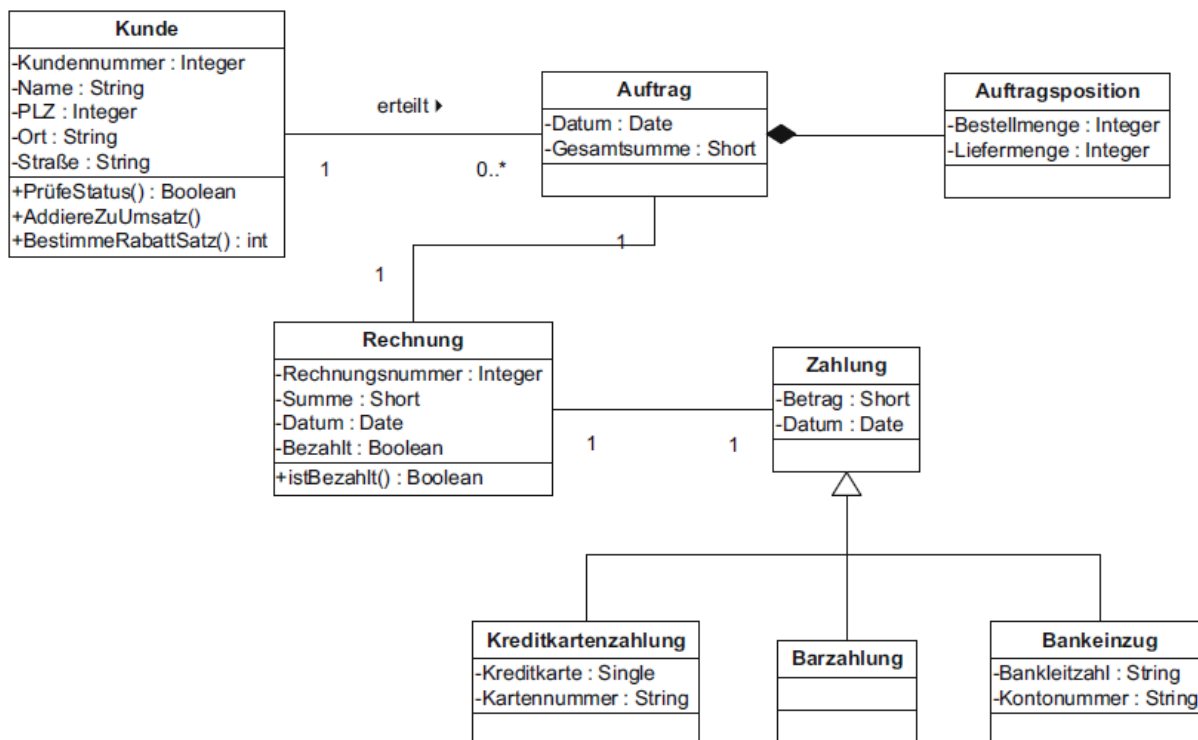 Kunde
-Kundennummer : Integer
-Name : String
-PLZ : Integer
-Ort : String
-Straße : String
+PrüfeStatus() : Boolean
+AddiereZuUmsatz()
+BestimmeRabattSatz() : int
erteilt
1
0..*
Auftrag
-Datum : Date
-Gesamtsumme : Short
Auftragsposition
-Bestellmenge : Integer
-Liefermenge : Integer
1
1
Rechnung
-Rechnungsnummer : Integer
-Summe : Short
-Datum : Date
-Bezahlt : Boolean
+istBezahlt() : Boolean
1
1
Zahlung
-Betrag : Short
-Datum : Date
Kreditkartenzahlung
-Kreditkarte : Single
-Kartennummer : String
Barzahlung
Bankeinzug
-Bankleitzahl : String
-Kontonummer : String